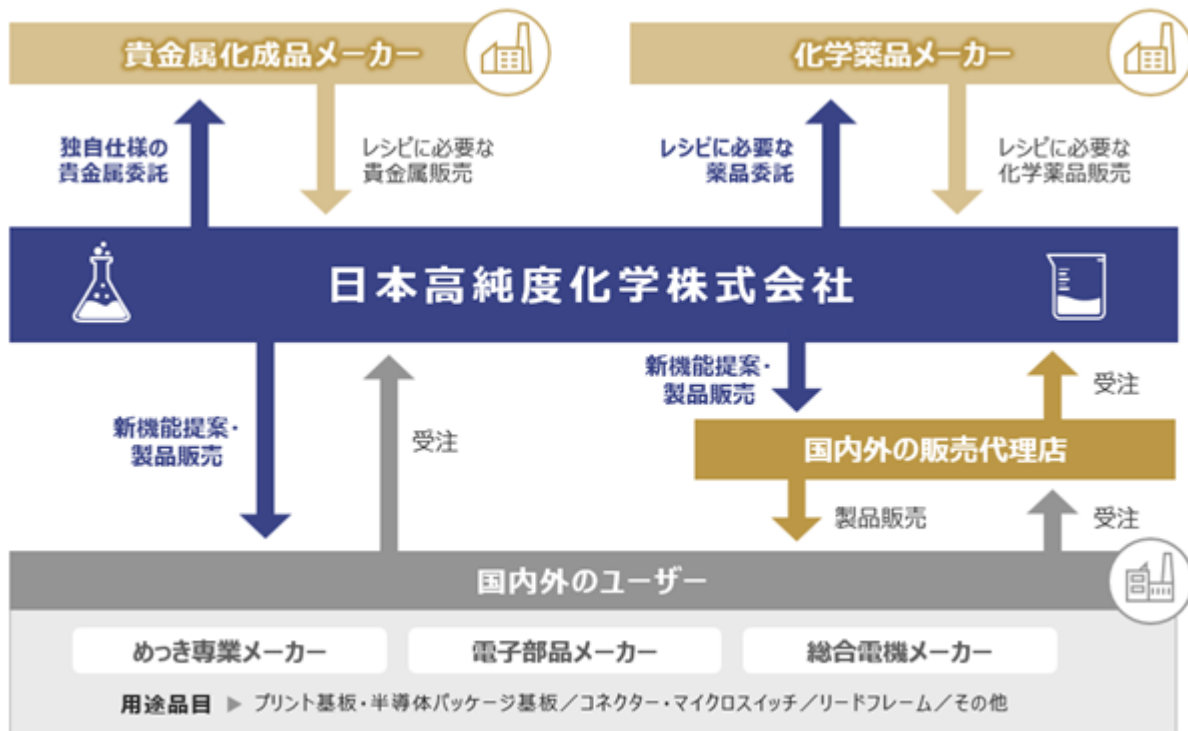 貴金属化成品メーカー
化学薬品メーカー
独自仕様の
貴金属委託
レシピに必要な
貴金属販売
レシピに必要な
薬品委託
レシピに必要な
化学薬品販売
日本高純度化学株式会社
新機能提案・
製品販売
受注
新機能提案・
製品販売
受注
国内外の販売代理店
製品販売
受注
国内外のユーザー
めっき専業メーカー
電子部品メーカー
総合電機メーカー
用途品目 ▶ プリント基板・半導体パッケージ基板／コネクター・マイクロスイッチ／リードフレーム／その他